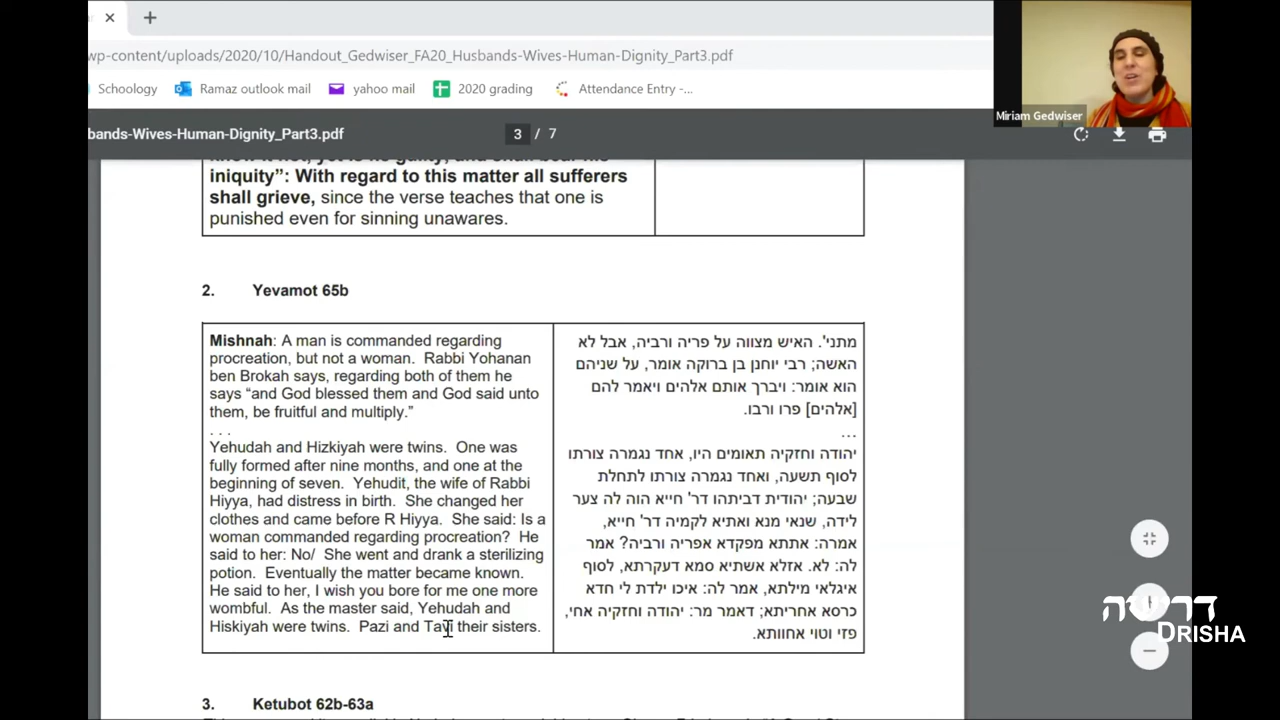 wp-content/uploads/2020/10/Handout_Gedwiser_FA20_Husbands-Wives-Human-Dignity_Part3.pdf
Schoology Ramaz outlook mail yahoo mail 2020 grading Attendance Entry -...
Miriam Gedwiser
bands-Wives-Human-Dignity_Part3.pdf
3 / 7
iniquity": With regard to this matter all sufferers
shall grieve, since the verse teaches that one is
punished even for sinning unawares.
2. Yevamot 65b
Mishnah: A man is commanded regarding
procreation, but not a woman. Rabbi Yohanan
ben Brokah says, regarding both of them he
says "and God blessed them and God said unto
them, be fruitful and multiply."
. . .
Yehudah and Hizkiyah were twins. One was
fully formed after nine months, and one at the
beginning of seven. Yehudit, the wife of Rabbi
Hiyya, had distress in birth. She changed her
clothes and came before R Hiyya. She said: Is a
woman commanded regarding procreation? He
said to her: No/ She went and drank a sterilizing
potion. Eventually the matter became known.
He said to her, I wish you bore for me one more
wombful. As the master said, Yehudah and
Hiskiyah were twins. Pazi and Tavi their sisters.
מתני'. האיש מצווה על פריה ורביה, אבל לא
האשה; רבי יוחנן בן ברוקה אומר, על שניהם
הוא אומר: ויברך אותם אלהים ויאמר להם
[אלהים] פרו ורבו.
...
יהודה וחזקיה תאומים היו, אחד נגמרה צורתו
לסוף תשעה, ואחד נגמרה צורתו לתחלת
שבעה; יהודית דביתהו דר' חייא הוה לה צער
לידה, שנאי מנא ואתיא לקמיה דר' חייא,
אמרה: אתתא מפקדא אפריה ורביה? אמר
לה: לא. אזלא אשתיא סמא דעקרתא, לסוף
איגלאי מילתא, אמר לה: איכו ילדת לי חדא
כרסא אחריתא; דאמר מר: יהודה וחזקיה אחי,
פזי וטוי אחוותא.
דרישה
DRISHA
3. Ketubot 62b-63a